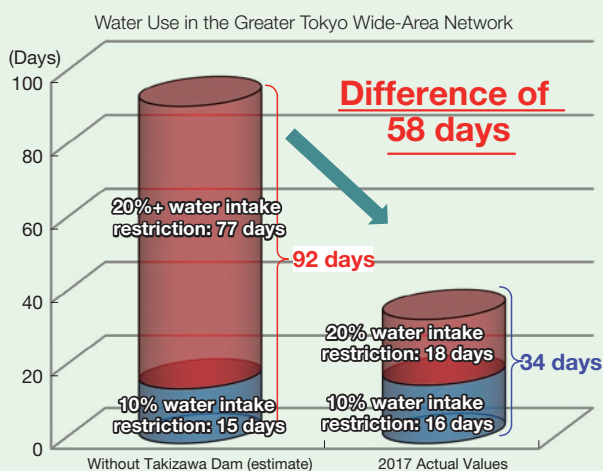 Water Use in the Greater Tokyo Wide-Area Network
(Days)
100
80
60
40
20
0
Difference of
58 days
20%+ water intake
restriction: 77 days
92 days
10% water intake
restriction: 15 days
20% water intake
restriction: 18 days
34 days
10% water intake
restriction: 16 days
Without Takizawa Dam (estimate)
2017 Actual Values